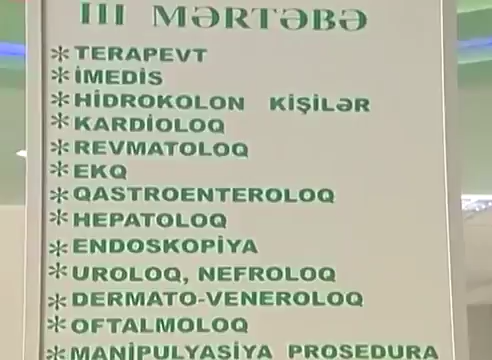 III MƏRTƏBƏ
*TERAPEVT
*İMEDİS
*HİDROKOLON KİŞİLƏR
*KARDİOLOQ
*REVMATOLOQ
*EKQ
*QASTROENTEROLOQ
*HEPATOLOQ
*ENDOSKOPİYA
*UROLOQ, NEFROLOQ
*DERMATO-VENEROLOQ
*OFTALMOLOQ
*MANİPULYASİYA PROSEDURA